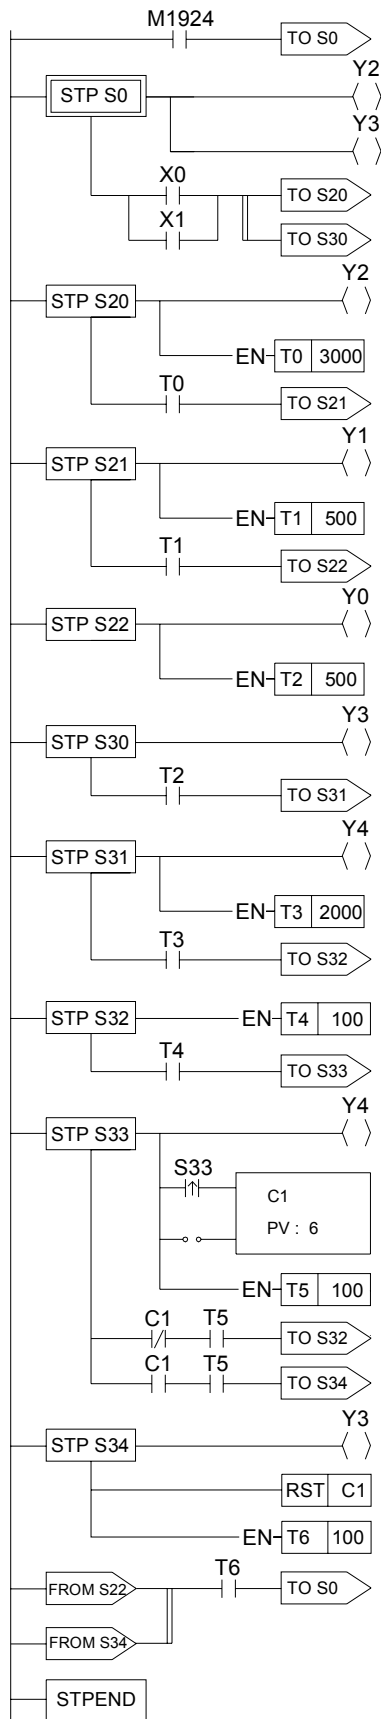 M1924
TO S0
STP S0
Y2
Y3
X0
TO S20
X1
TO S30
STP S20
Y2
EN T0 3000
T0
TO S21
STP S21
Y1
EN T1 500
T1
TO S22
STP S22
Y0
EN T2 500
STP S30
Y3
T2
TO S31
STP S31
Y4
EN T3 2000
T3
TO S32
STP S32
EN T4 100
T4
TO S33
STP S33
Y4
S33
C1
PV : 6
EN T5 100
C1 T5
TO S32
C1 T5
TO S34
STP S34
Y3
RST C1
EN T6 100
FROM S22
T6
TO S0
FROM S34
STPEND